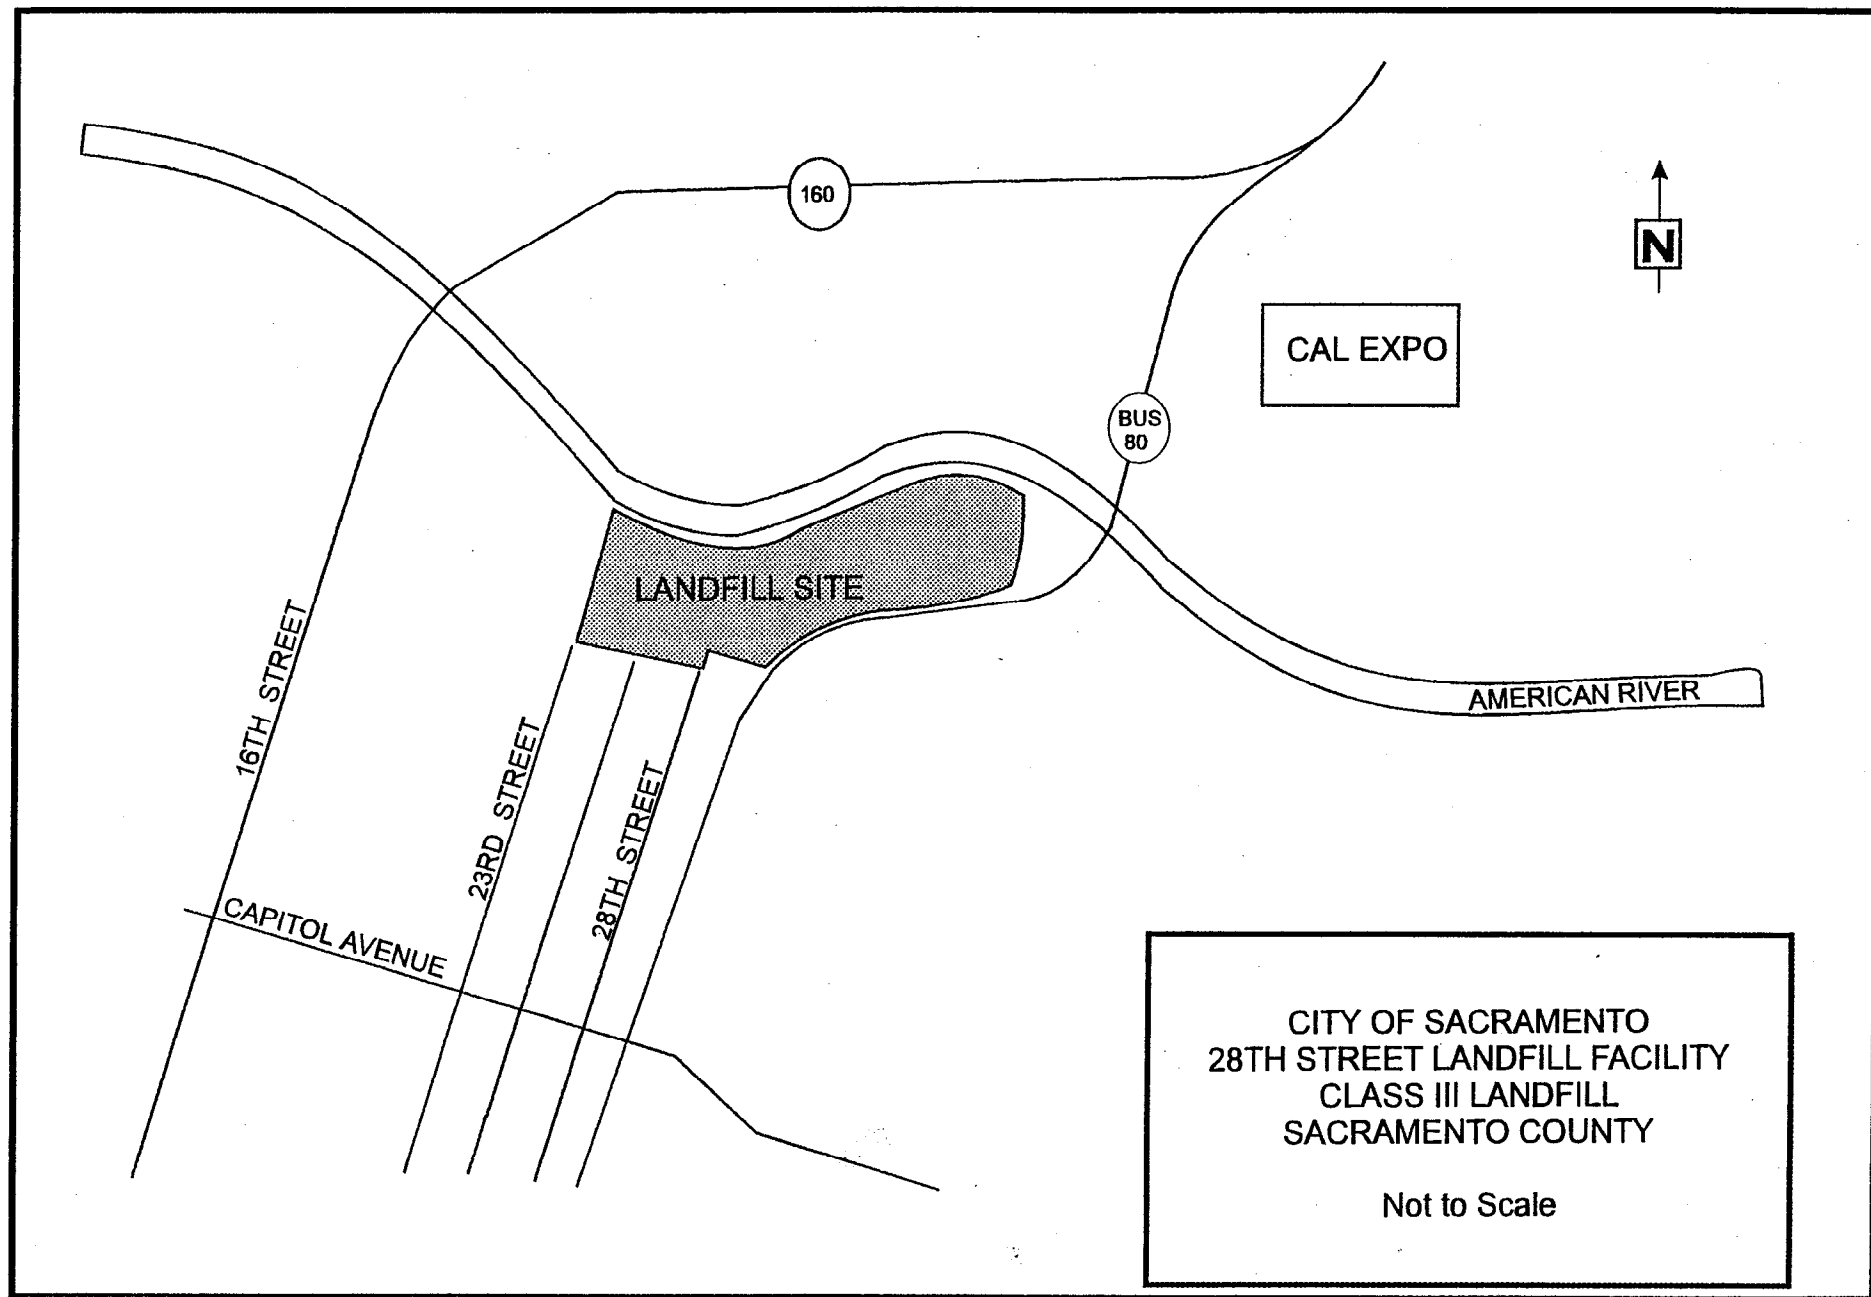 160
N
CAL EXPO
BUS
80
LANDFILL SITE
16TH STREET
23RD STREET
28TH STREET
AMERICAN RIVER
CAPITOL AVENUE
CITY OF SACRAMENTO
28TH STREET LANDFILL FACILITY
CLASS III LANDFILL
SACRAMENTO COUNTY
Not to Scale